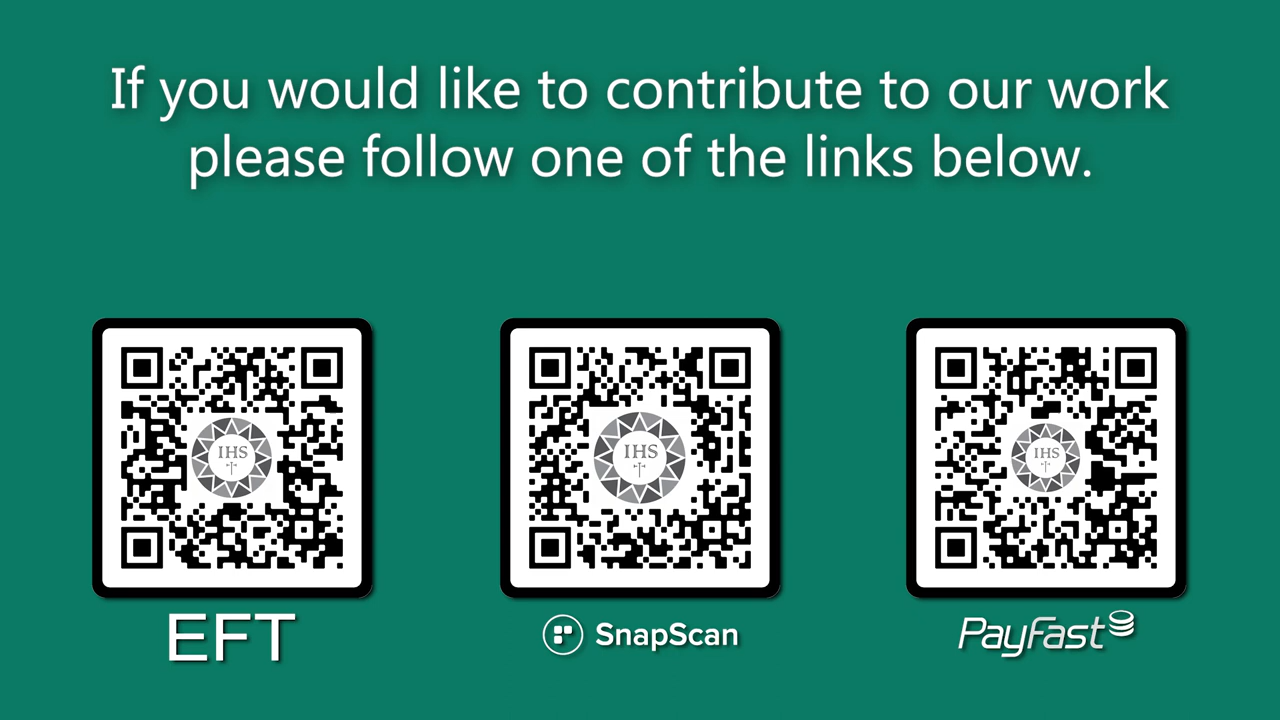 If you would like to contribute to our work
please follow one of the links below.
IHS
IHS
IHS
EFT
SnapScan
PayFast